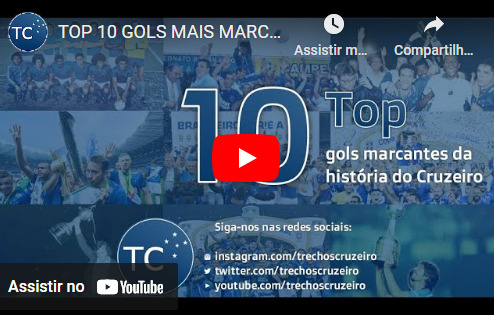 TC
TOP 10 GOLS MAIS MARC...
Assistir m...
Compartilh...
10
Top
gols marcantes da
história do Cruzeiro
TC
Siga-nos nas redes sociais:
instagram.com/trechoscruzeiro
twitter.com/trechoscruzeiro
youtube.com/trechoscruzeiro
Assistir no YouTube